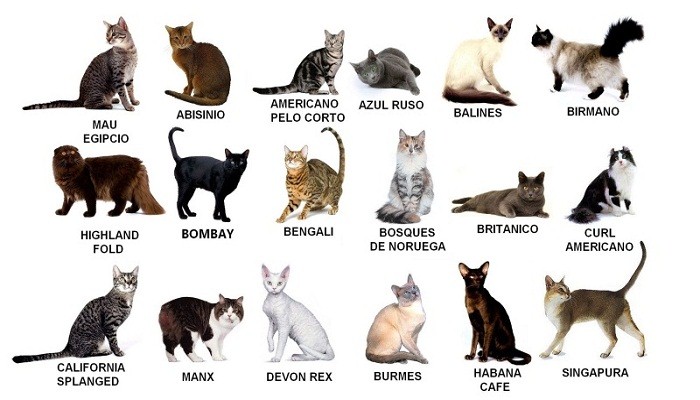 MAU
EGIPCIO
ABISINIO
AMERICANO
PELO CORTO
AZUL RUSO
BALINES
BIRMANO
HIGHLAND
FOLD
BOMBAY
BENGALI
BOSQUES
DE NORUEGA
BRITANICO
CURL
AMERICANO
CALIFORNIA
SPLANGED
MANX
DEVON REX
BURMES
HABANA
CAFE
SINGAPURA